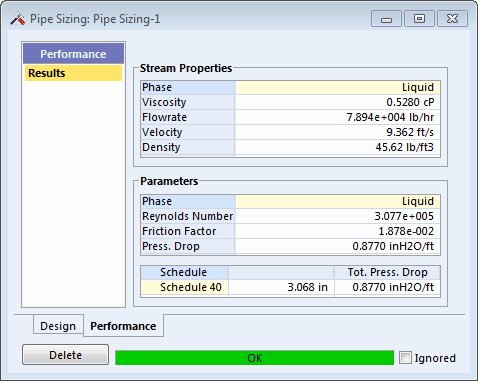 Pipe Sizing: Pipe Sizing-1
Performance
Results
Stream Properties
Phase Liquid
Viscosity 0.5280 cP
Flowrate 7.894e+004 lb/hr
Velocity 9.362 ft/s
Density 45.62 lb/ft3
Parameters
Phase Liquid
Reynolds Number 3.077e+005
Friction Factor 1.878e-002
Press. Drop 0.8770 inH2O/ft
Schedule Tot. Press. Drop
Schedule 40 3.068 in 0.8770 inH2O/ft
Design Performance
Delete OK Ignored